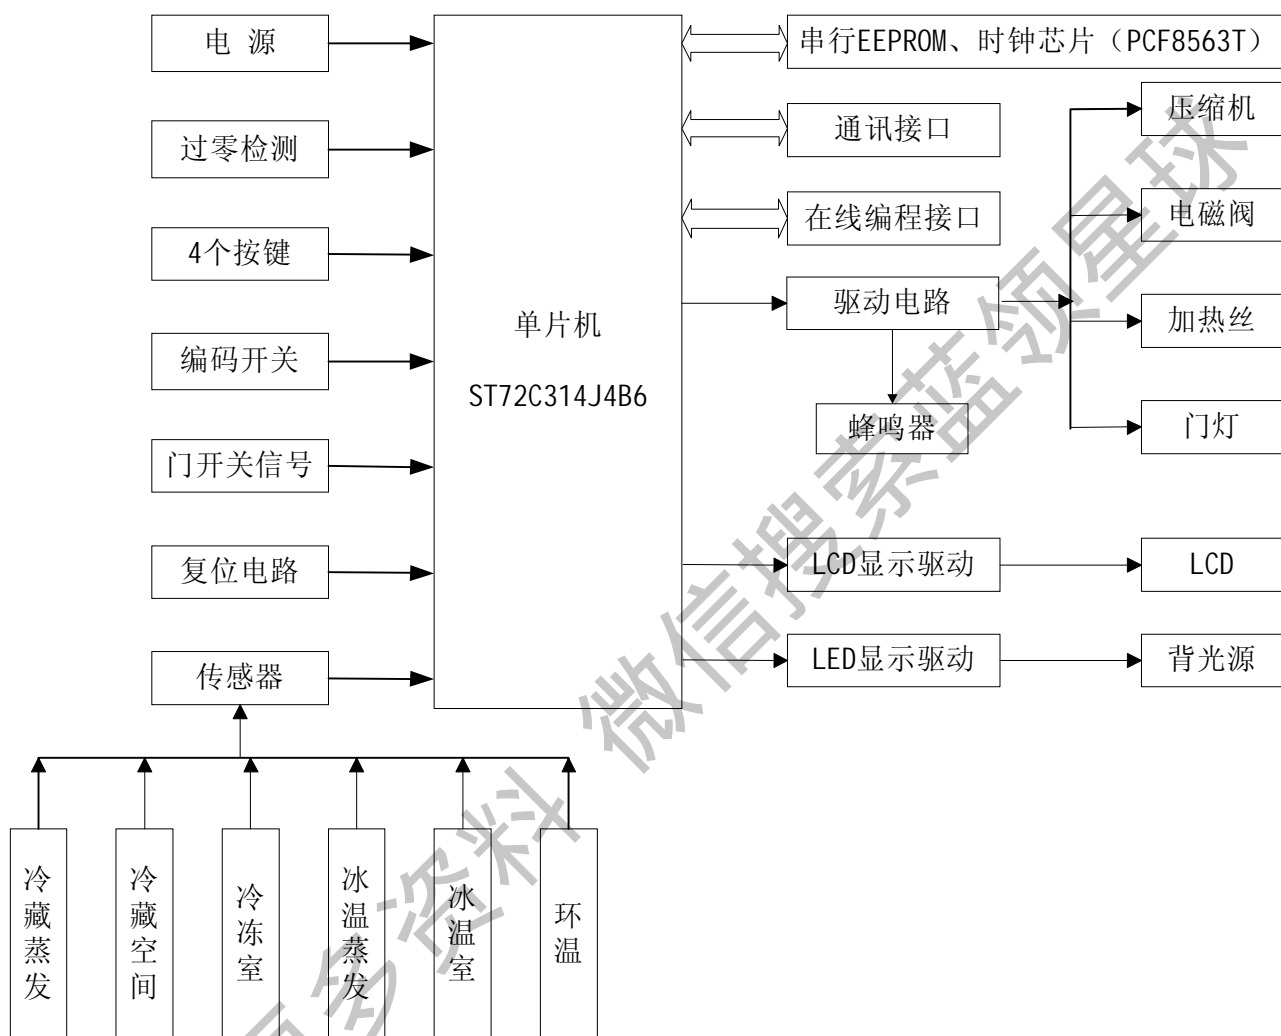 电 源
过零检测
4个按键
编码开关
门开关信号
复位电路
传感器
单片机
ST72C314J4B6
串行EEPROM、时钟芯片（PCF8563T）
通讯接口
在线编程接口
驱动电路
蜂鸣器
压缩机
电磁阀
加热丝
门灯
LCD显示驱动
LCD
LED显示驱动
背光源
冷藏蒸发
冷藏空间
冷冻室
冰温蒸发
冰温室
环温
多资料 微信搜索蓝领星球